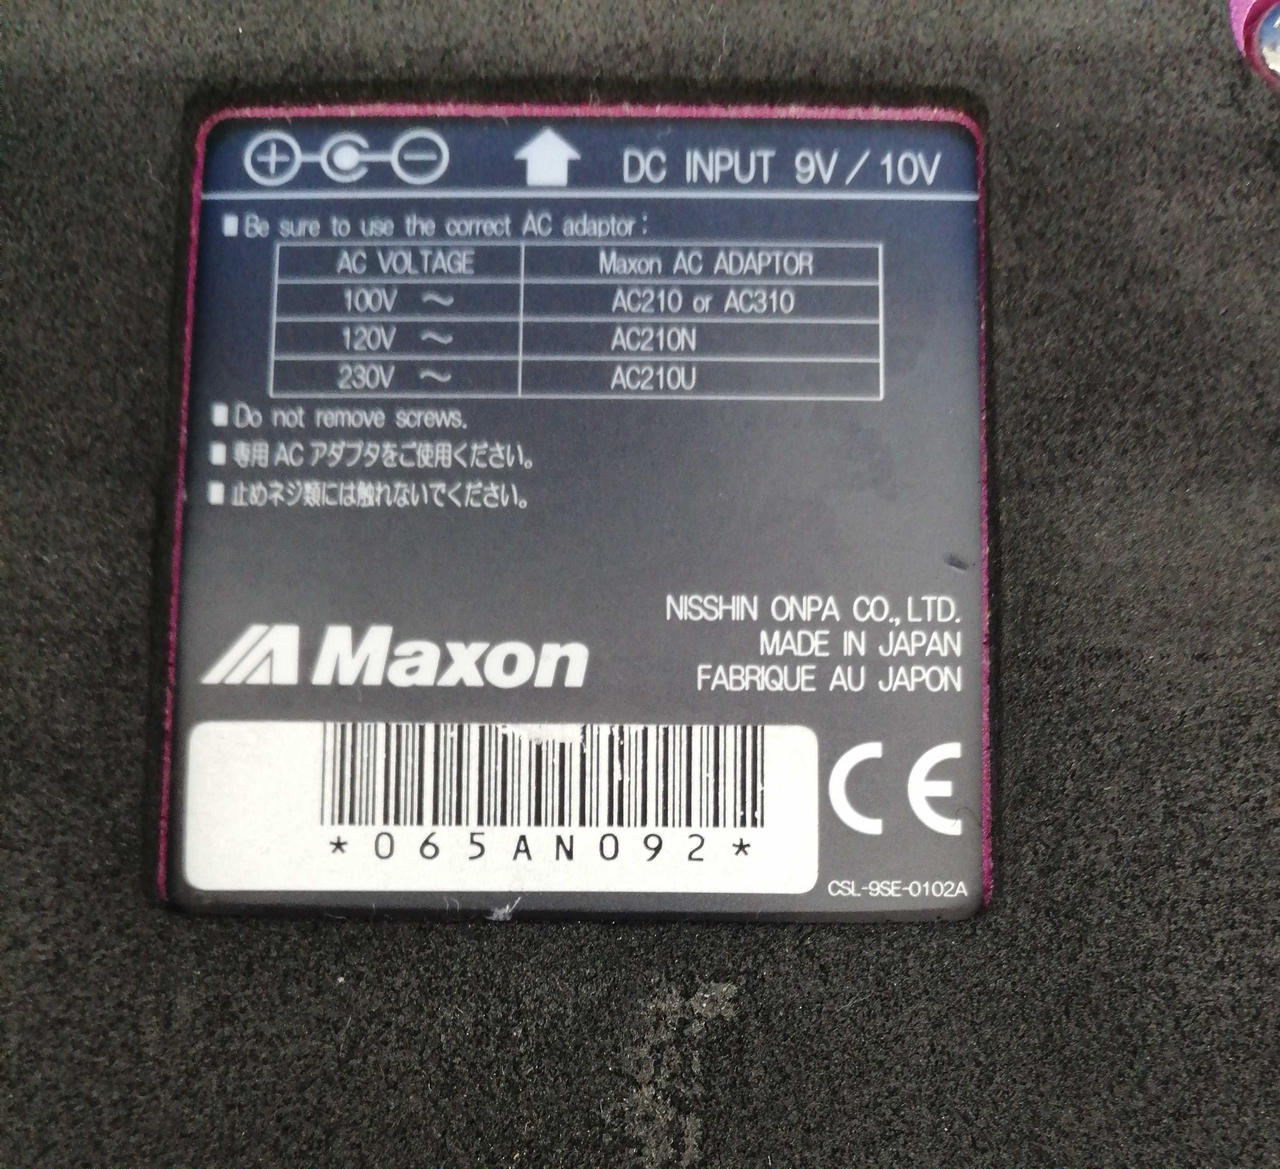 DC INPUT 9V / 10V
■ Be sure to use the correct AC adaptor:
AC VOLTAGE Maxon AC ADAPTOR
100V ~ AC210 or AC310
120V ~ AC210N
230V ~ AC210U
■ Do not remove screws.
■ 専用 AC アダプタをご使用ください。
■ 止めネジ類には触れないでください。
NISSHIN ONPA CO., LTD.
MADE IN JAPAN
FABRIQUE AU JAPON
Maxon
*065AN092*
CE
CSL-9SE-0102A